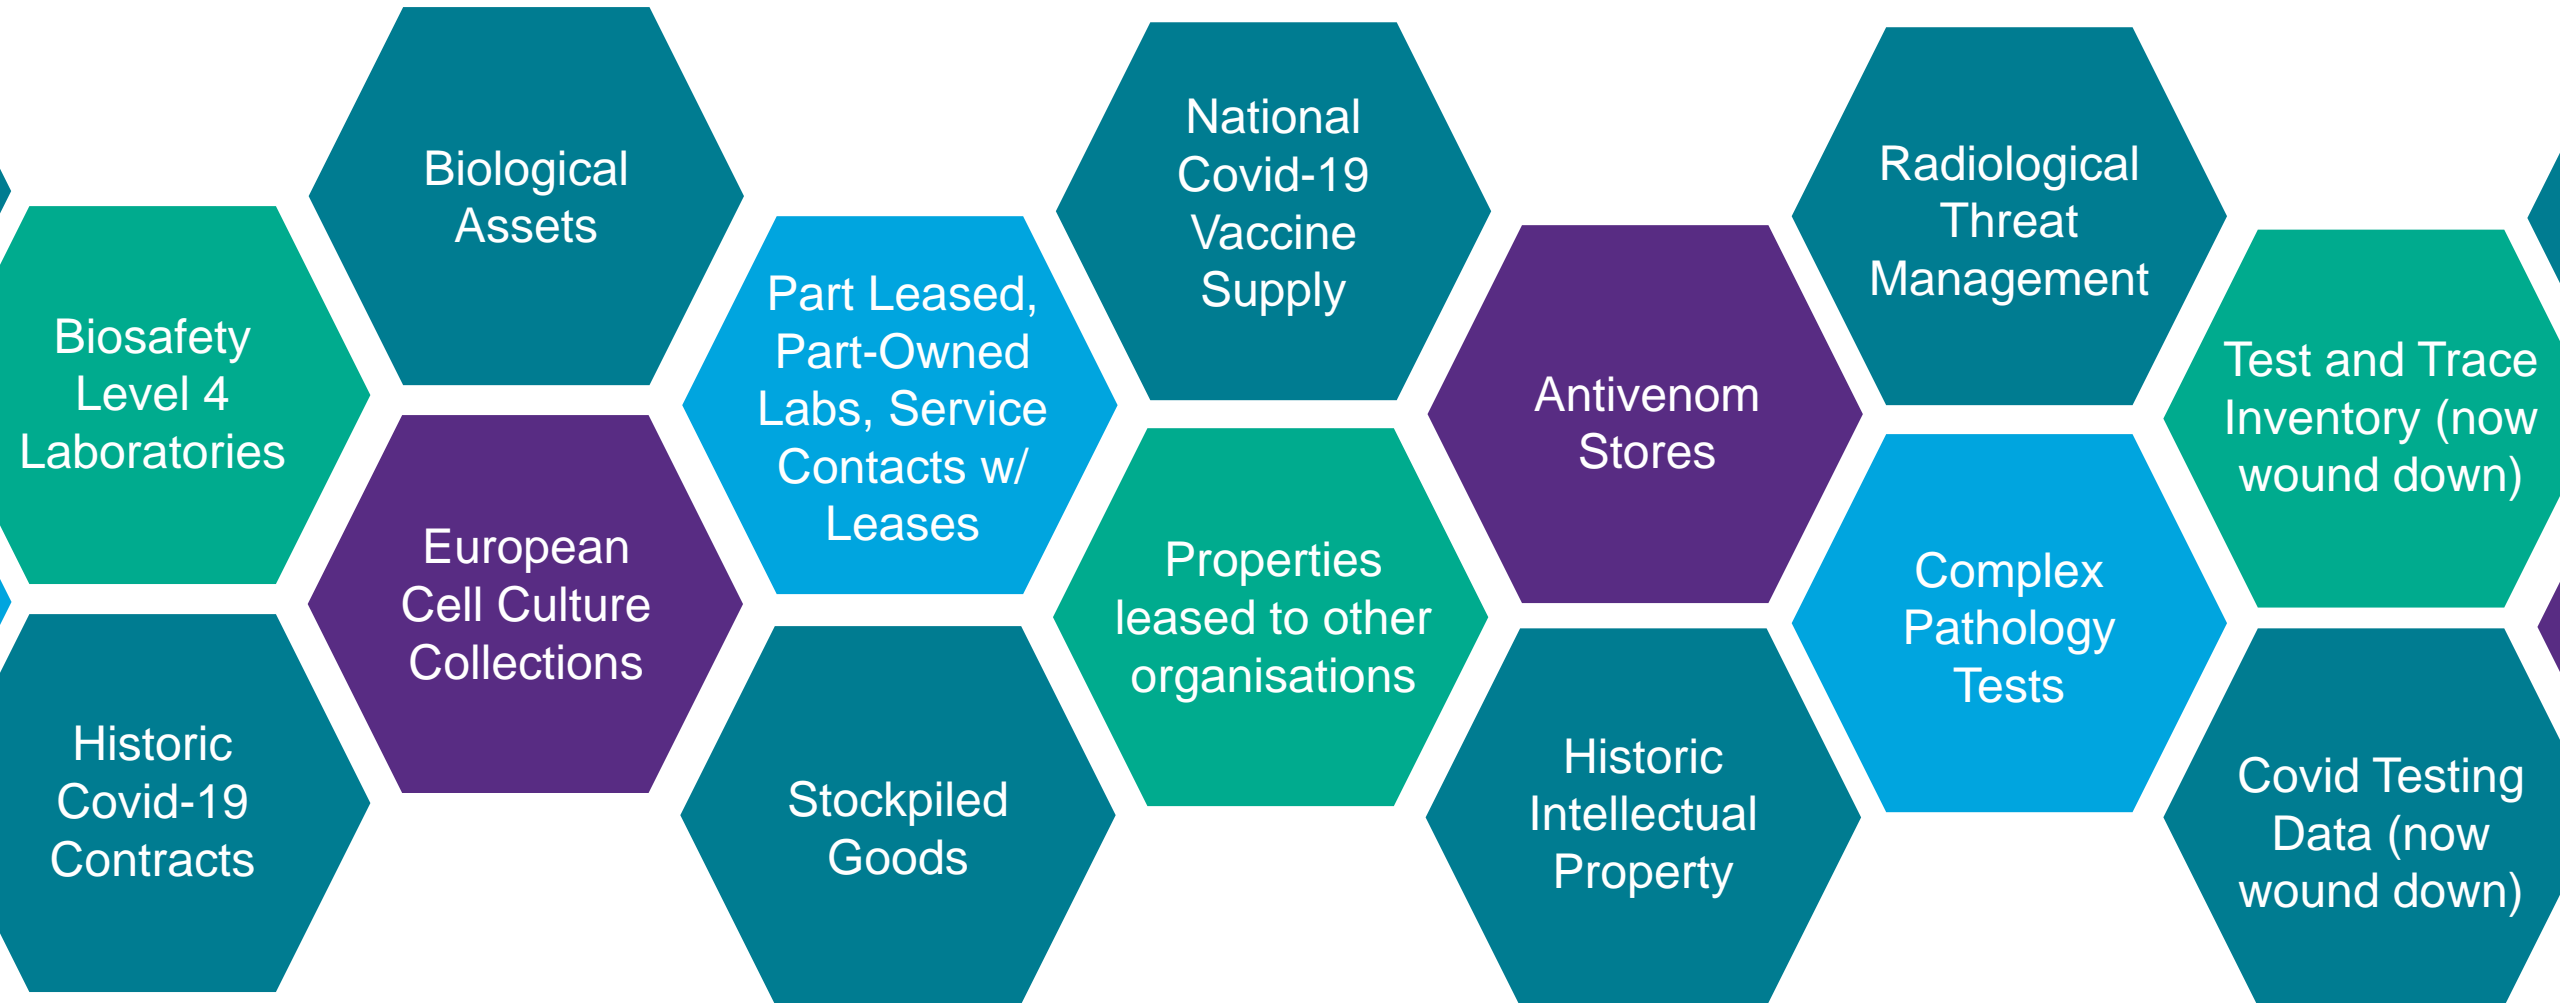 Biosafety
Level 4
Laboratories
Historic
Covid-19
Contracts
Biological
Assets
European
Cell Culture
Collections
Part Leased,
Part-Owned
Labs, Service
Contacts w/
Leases
Stockpiled
Goods
National
Covid-19
Vaccine
Supply
Properties
leased to other
organisations
Antivenom
Stores
Historic
Intellectual
Property
Radiological
Threat
Management
Complex
Pathology
Tests
Test and Trace
Inventory (now
wound down)
Covid Testing
Data (now
wound down)